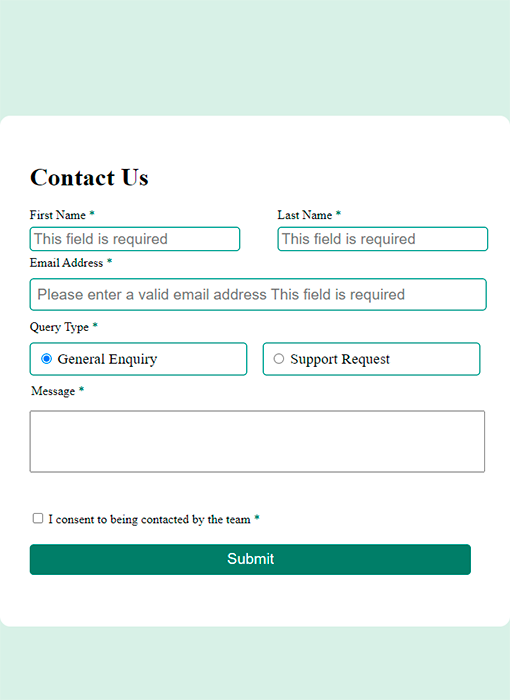 Contact Us
First Name * Last Name *
This field is required This field is required
Email Address *
Please enter a valid email address This field is required
Query Type *
General Enquiry Support Request
Message *
I consent to being contacted by the team *
Submit